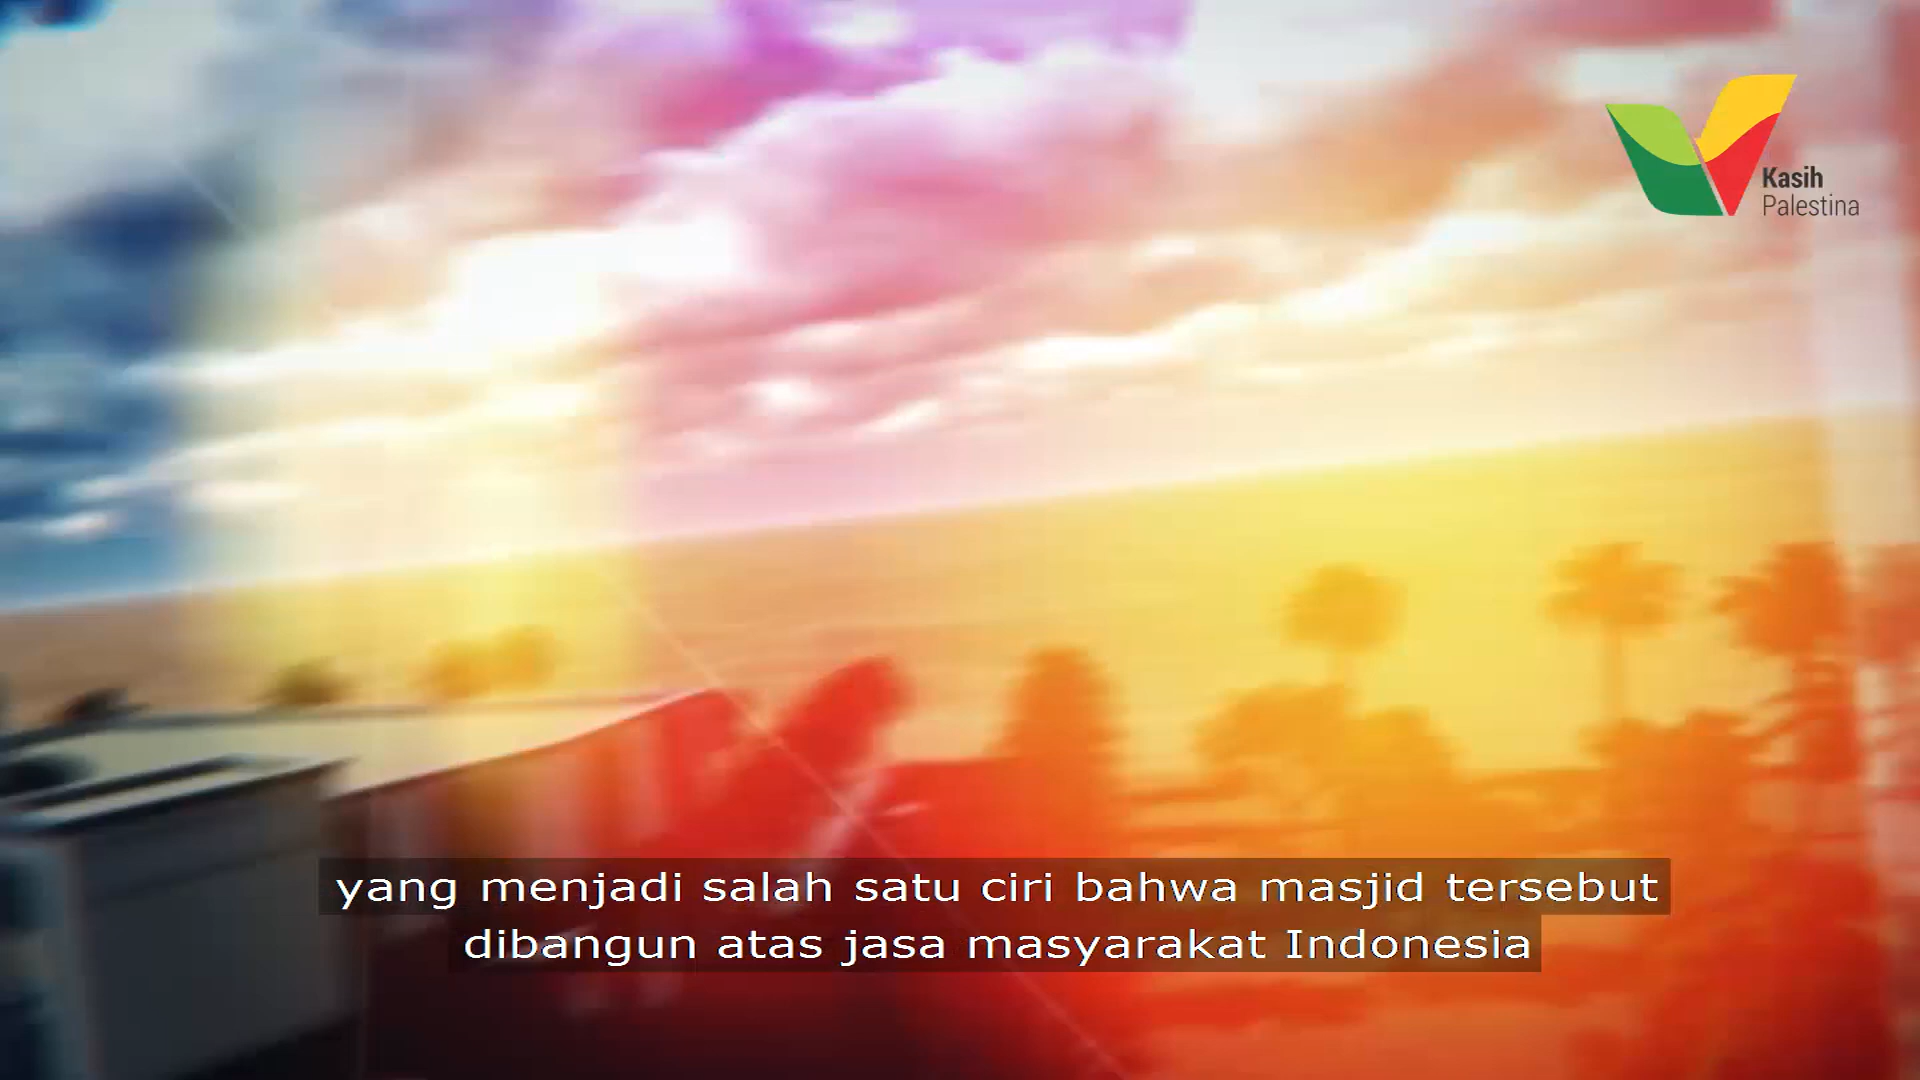 Kasih
Palestina
yang menjadi salah satu ciri bahwa masjid tersebut
dibangun atas jasa masyarakat Indonesia